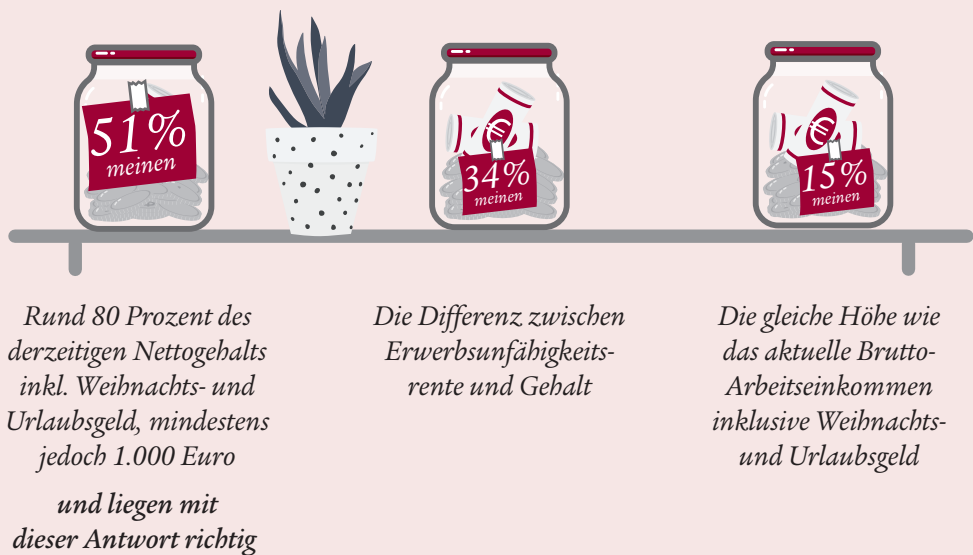 51%
meinen
€
34%
meinen
€
15%
meinen
Rund 80 Prozent des
derzeitigen Nettogehalts
inkl. Weihnachts- und
Urlaubsgeld, mindestens
jedoch 1.000 Euro
und liegen mit
dieser Antwort richtig
Die Differenz zwischen
Erwerbsunfähigkeits-
rente und Gehalt
Die gleiche Höhe wie
das aktuelle Brutto-
Arbeitseinkommen
inklusive Weihnachts-
und Urlaubsgeld